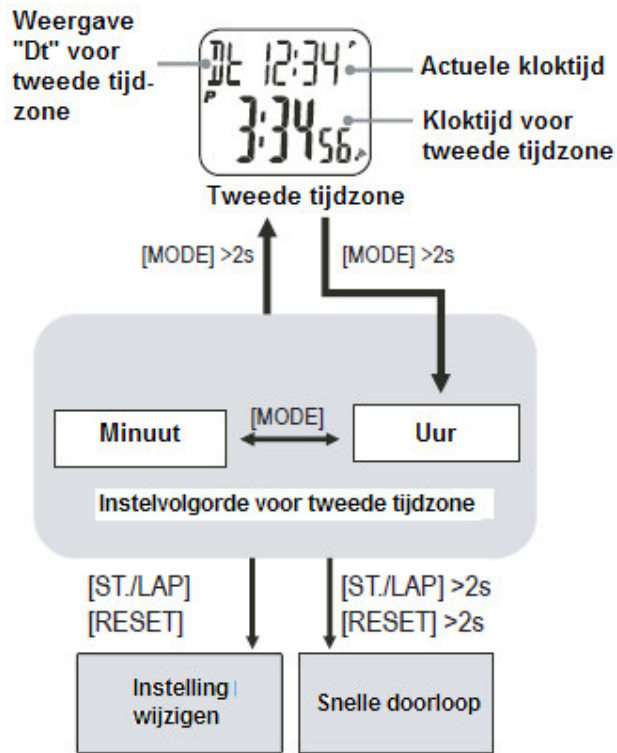 Weergave
"Dt" voor
tweede tijd-
zone
Dt 12:34
P
3:34 56
Actuele kloktijd
Kloktijd voor
tweede tijdzone
Tweede tijdzone
[MODE] >2s
[MODE] >2s
Minuut
[MODE]
Uur
Instelvolgorde voor tweede tijdzone
[ST./LAP]
[RESET]
[ST./LAP] >2s
[RESET] >2s
Instelling
wijzigen
Snelle doorloop